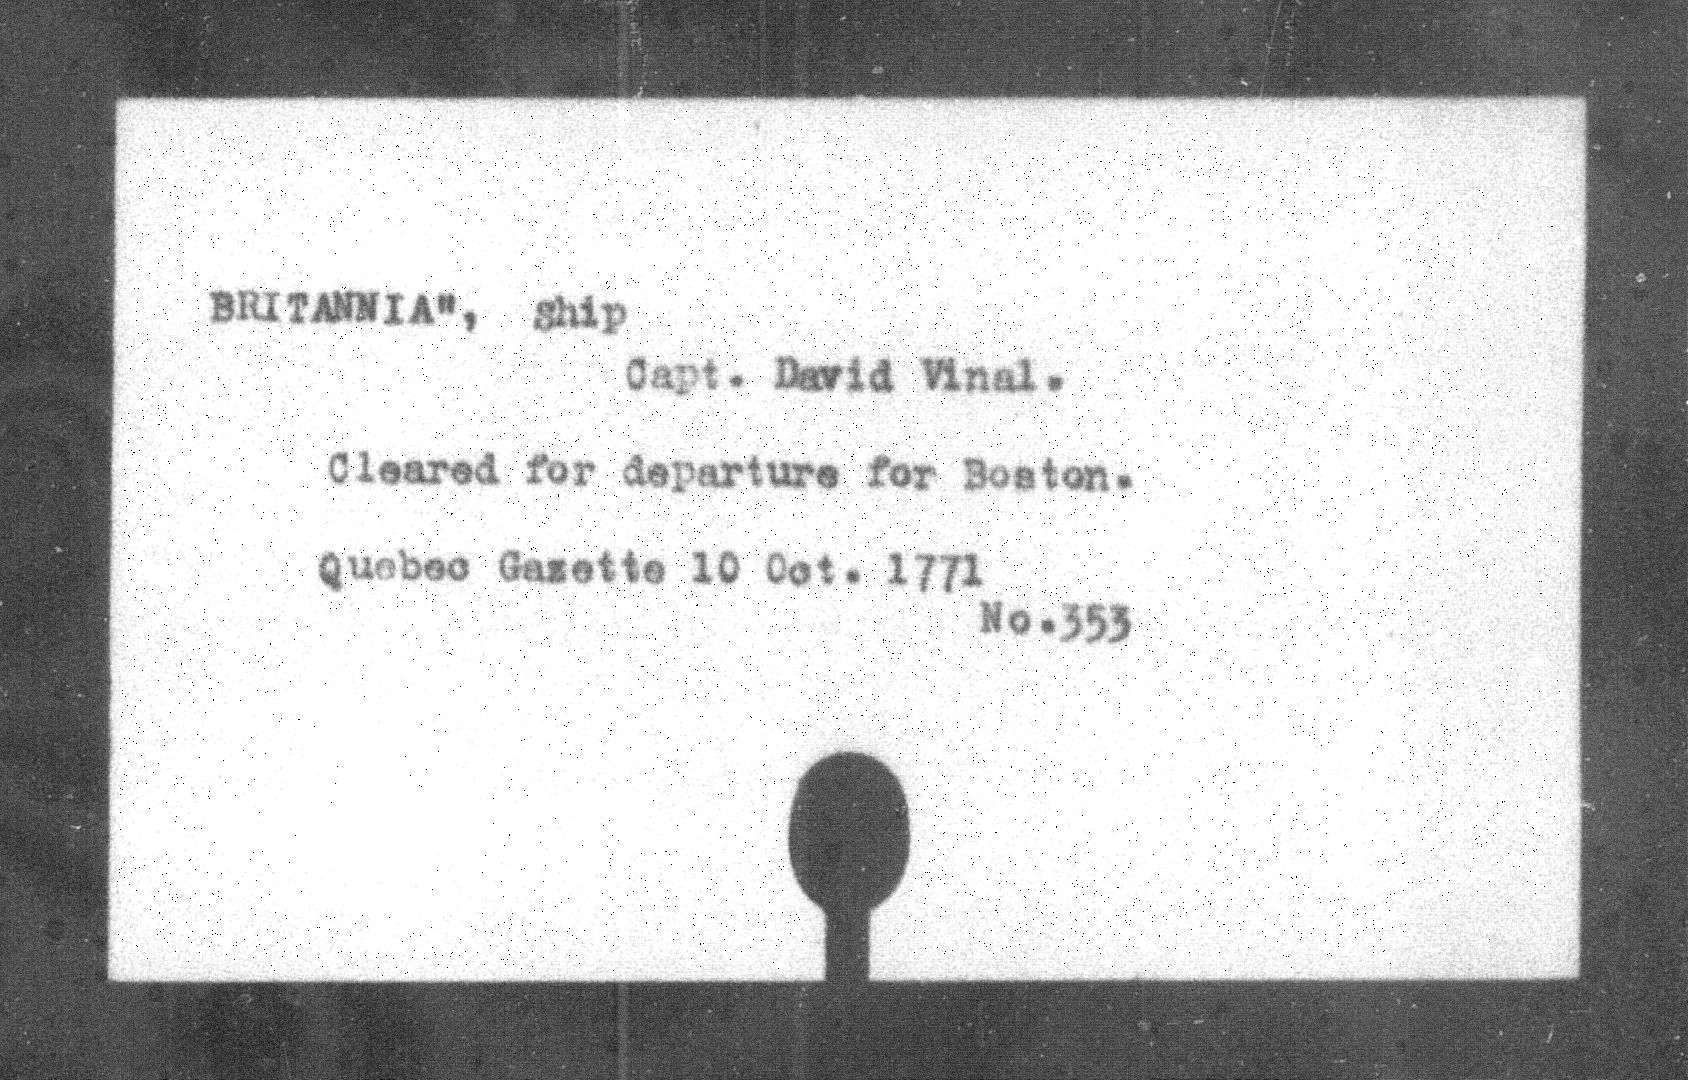 BRITANNIA", ship
Capt. David Vinal.
Cleared for departure for Boston.
Quebec Gazette 10 Oct. 1771
No.353